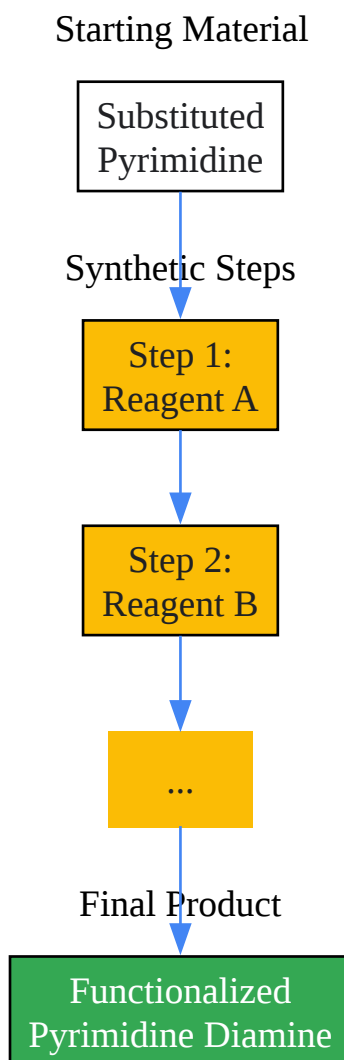 Starting Material
Substituted
Pyrimidine
Synthetic Steps
Step 1:
Reagent A
Step 2:
Reagent B
...
Final Product
Functionalized
Pyrimidine Diamine